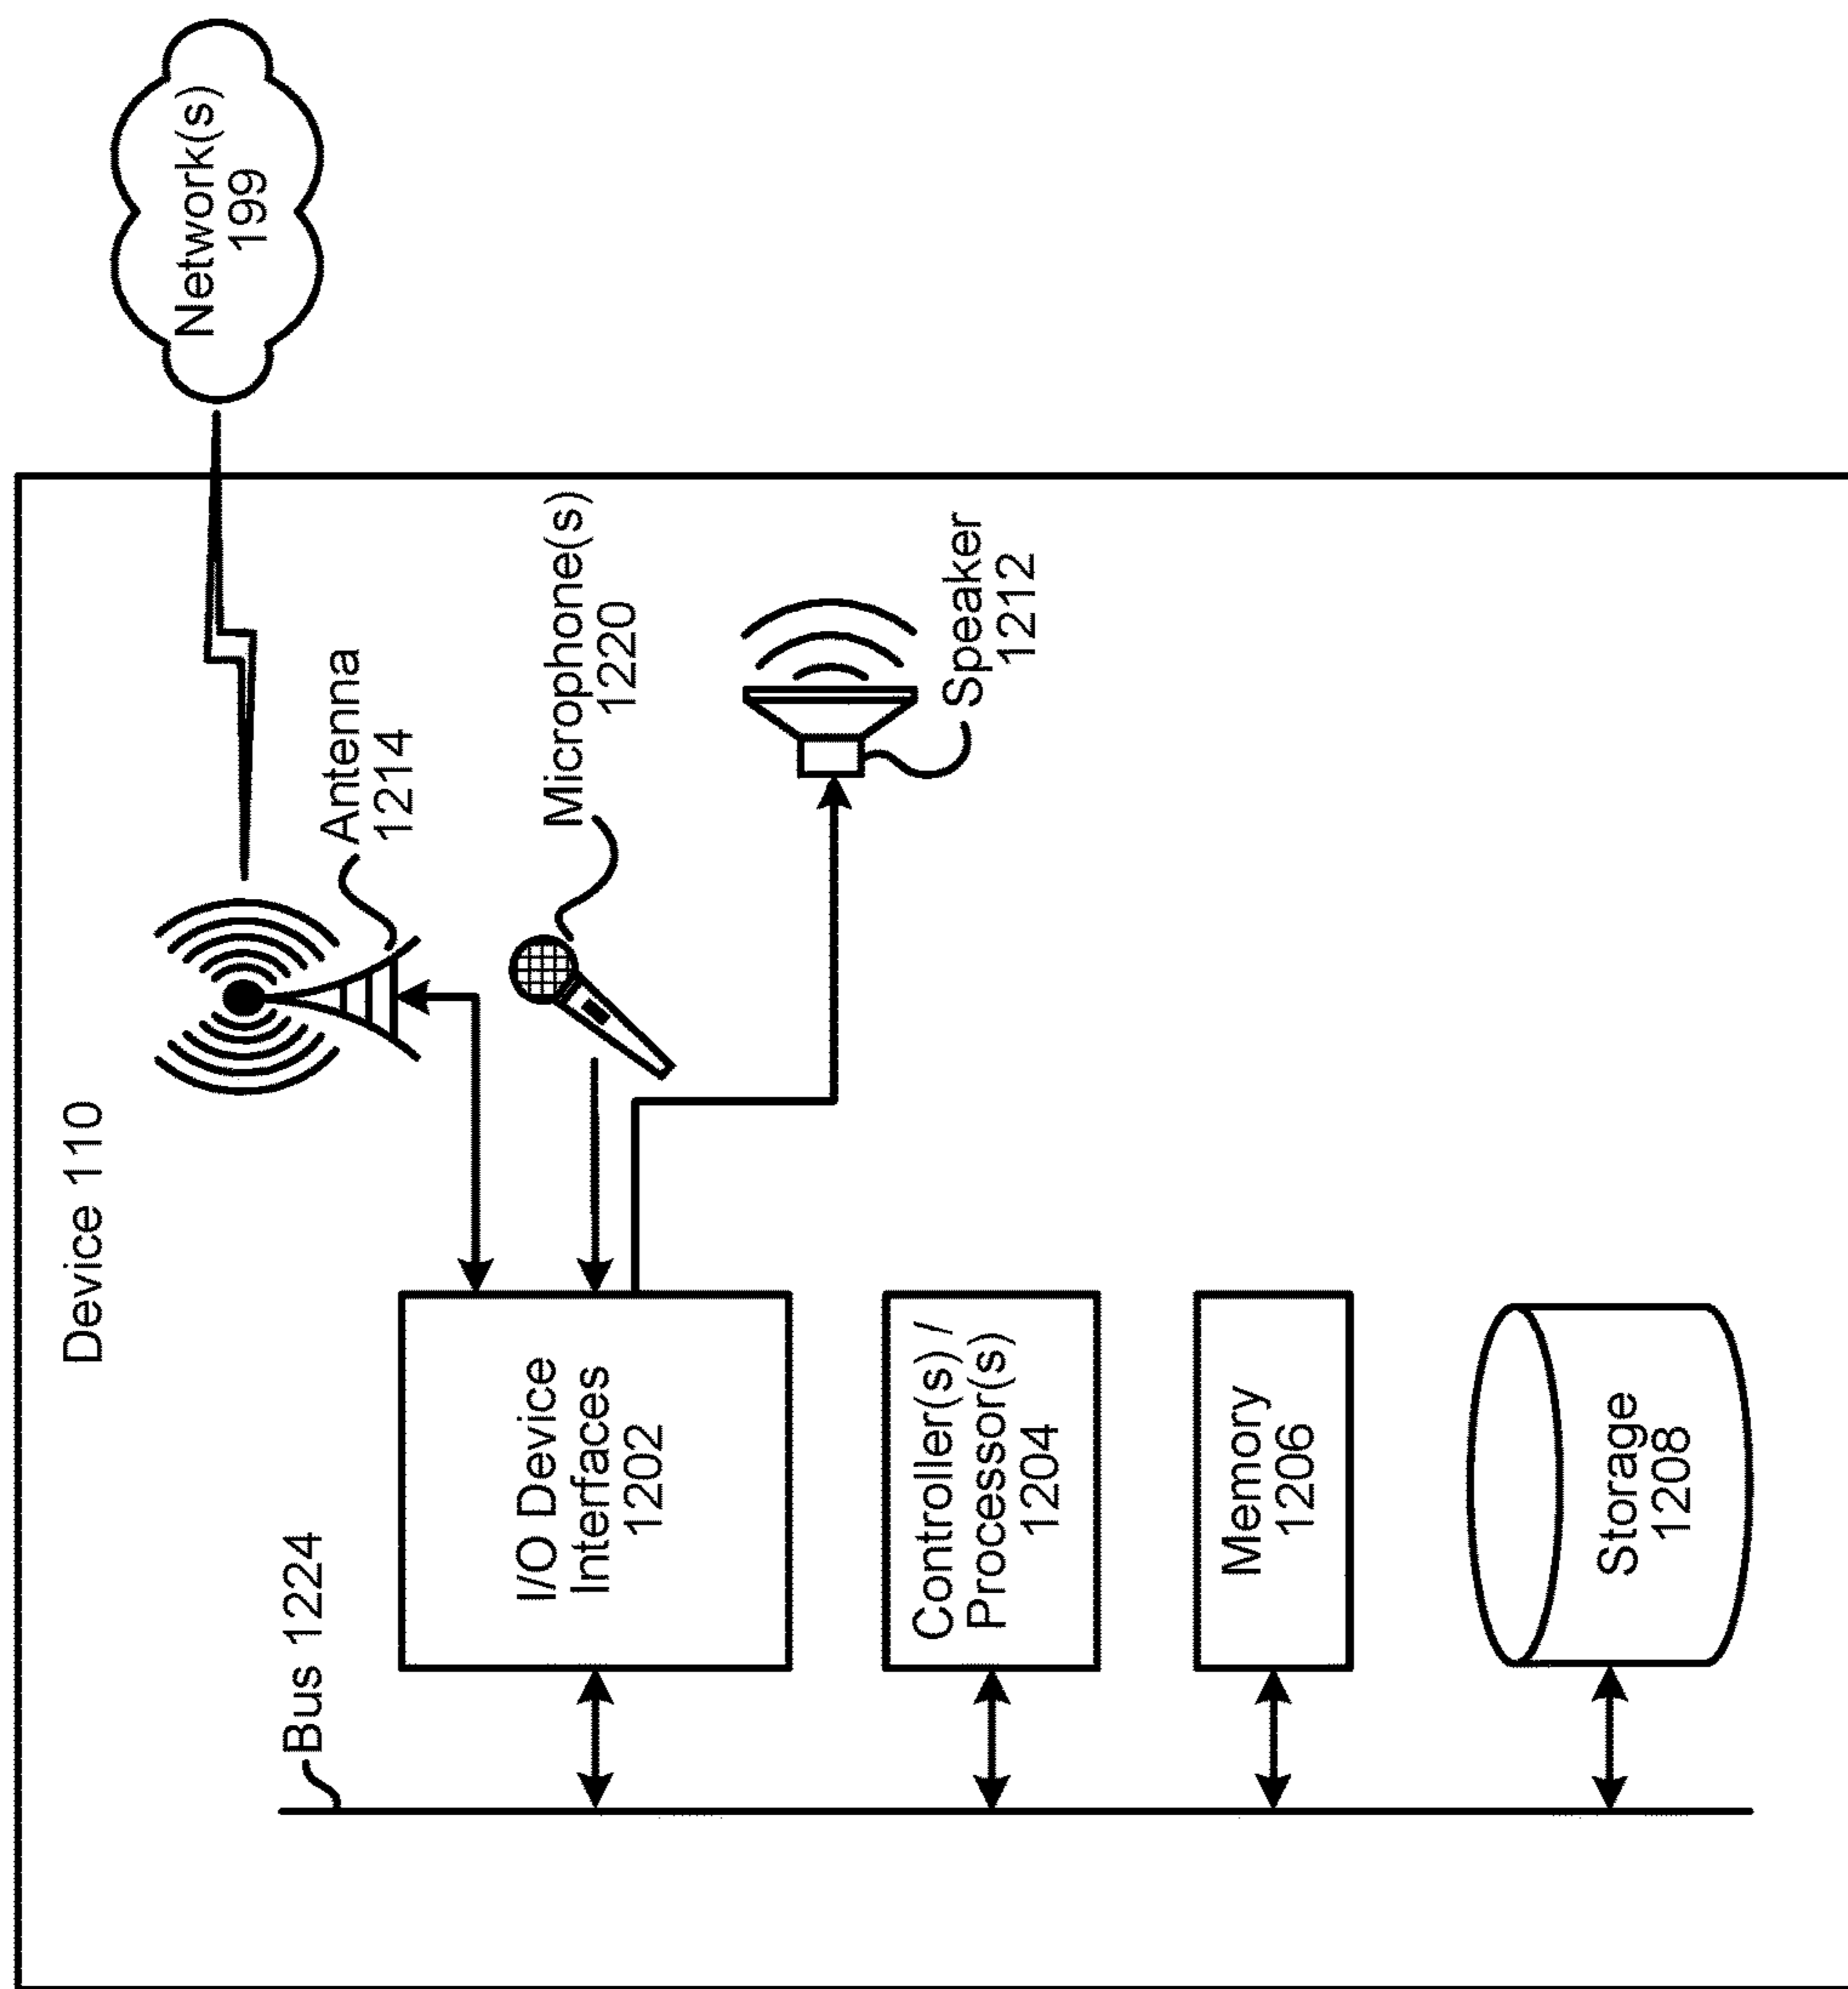 Device 110
Network(s)
199
Antenna
1214
Bus 1224
Microphone(s)
1220
I/O Device
Interfaces
1202
Speaker
1212
Controller(s) /
Processor(s)
1204
Memory
1206
Storage
1208